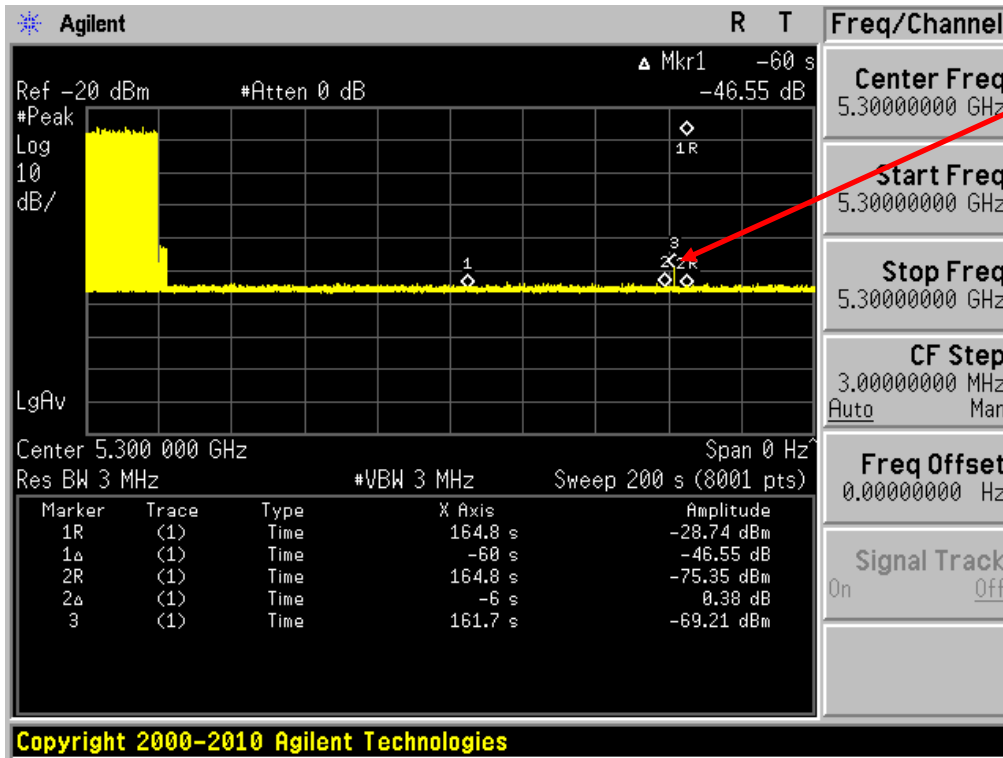 Agilent R T Freq/Channel
△ Mkr1 -60 s
Ref -20 dBm #Atten 0 dB -46.55 dB
#Peak
Log
10
dB/
1R
3
1 2 2R
LgAv
Center 5.300 000 GHz Span 0 Hz^
Res BW 3 MHz #VBW 3 MHz Sweep 200 s (8001 pts)
Marker Trace Type X Axis Amplitude
1R (1) Time 164.8 s -28.74 dBm
1△ (1) Time -60 s -46.55 dB
2R (1) Time 164.8 s -75.35 dBm
2△ (1) Time -6 s 0.38 dB
3 (1) Time 161.7 s -69.21 dBm
Center Freq
5.30000000 GHz
Start Freq
5.30000000 GHz
Stop Freq
5.30000000 GHz
CF Step
3.00000000 MHz
Auto Man
Freq Offset
0.00000000 Hz
Signal Track
On Off
Copyright 2000-2010 Agilent Technologies